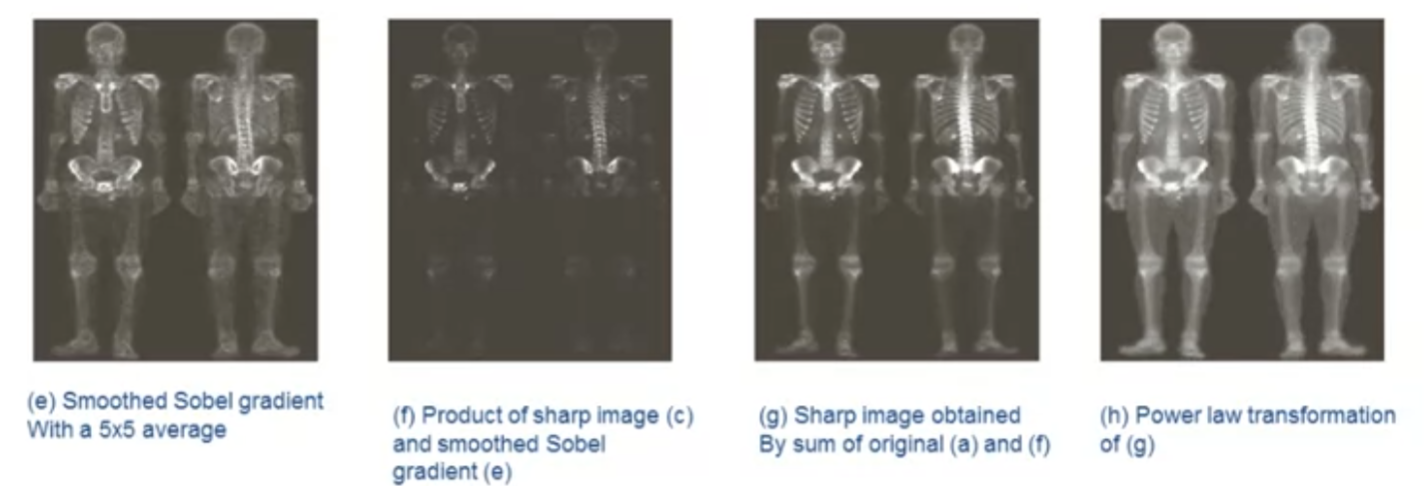 (e) Smoothed Sobel gradient
With a 5x5 average
(f) Product of sharp image (c)
and smoothed Sobel
gradient (e)
(g) Sharp image obtained
By sum of original (a) and (f)
(h) Power law transformation
of (g)